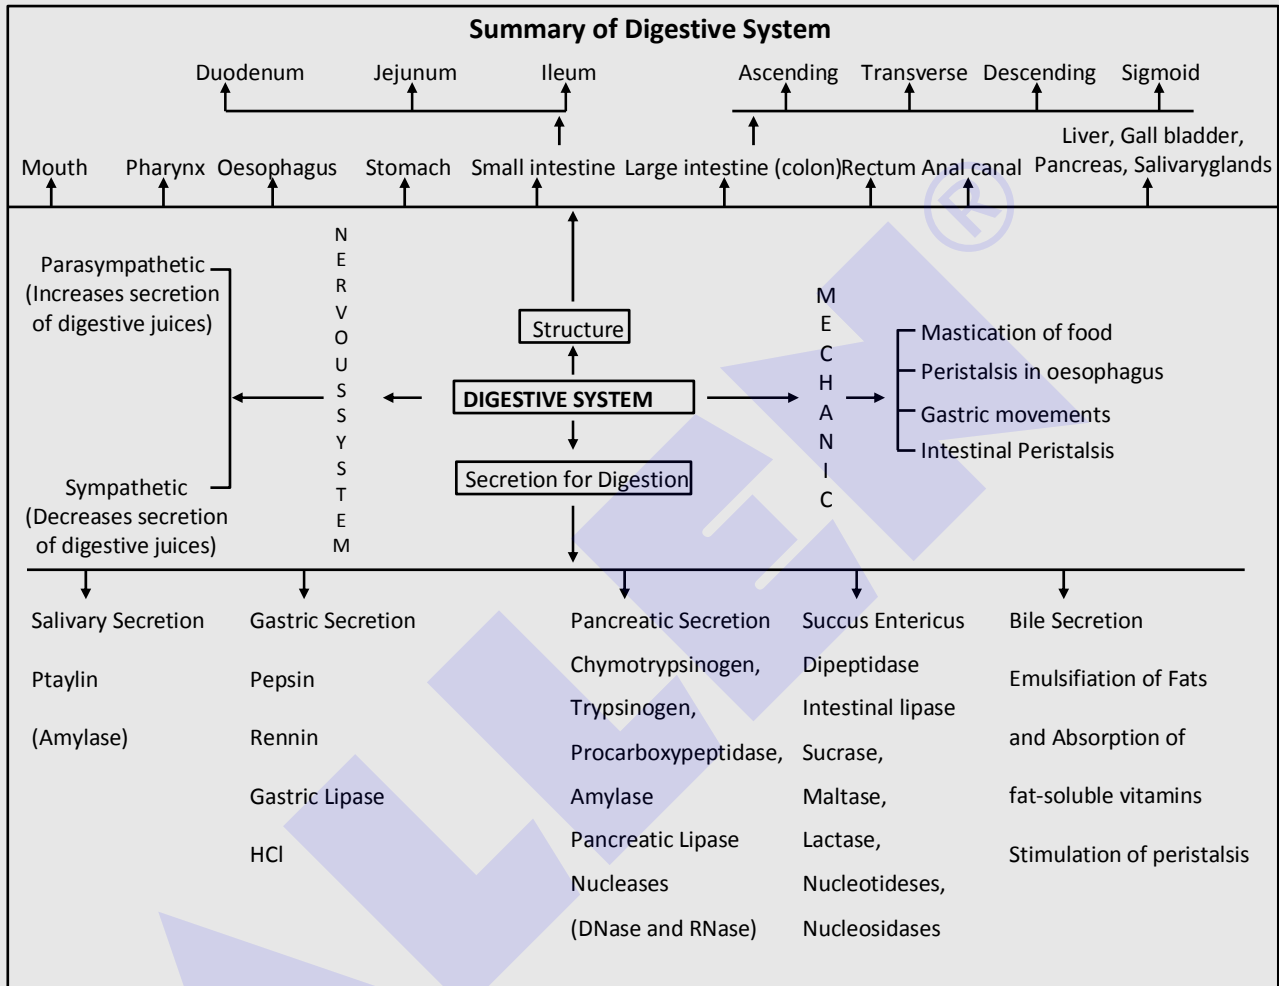 Summary of Digestive System
Duodenum Jejunum Ileum Ascending Transverse Descending Sigmoid
Mouth Pharynx Oesophagus Stomach Small intestine Large intestine (colon) Rectum Anal canal
Liver, Gall bladder,
Pancreas, Salivaryglands
Parasympathetic
(Increases secretion
of digestive juices)
Sympathetic
(Decreases secretion
of digestive juices)
NERVOUSSYSTEM
Structure
DIGESTIVE SYSTEM
Secretion for Digestion
MECHANIC
Mastication of food
Peristalsis in oesophagus
Gastric movements
Intestinal Peristalsis
Salivary Secretion
Ptaylin
(Amylase)
Gastric Secretion
Pepsin
Rennin
Gastric Lipase
HCl
Pancreatic Secretion
Chymotrypsinogen,
Trypsinogen,
Procarboxypeptidase,
Amylase
Pancreatic Lipase
Nucleases
(DNase and RNase)
Succus Entericus
Dipeptidase
Intestinal lipase
Sucrase,
Maltase,
Lactase,
Nucleotideses,
Nucleosidases
Bile Secretion
Emulsifiation of Fats
and Absorption of
fat-soluble vitamins
Stimulation of peristalsis
ALLEN®